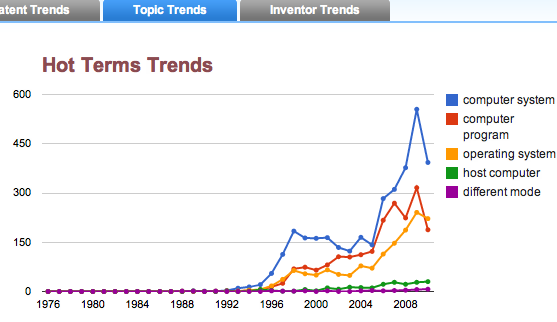 atent Trends
Topic Trends
Inventor Trends
Hot Terms Trends
600
450
300
150
0
1976 1980 1984 1988 1992 1996 2000 2004 2008
computer system
computer
program
operating system
host computer
different mode